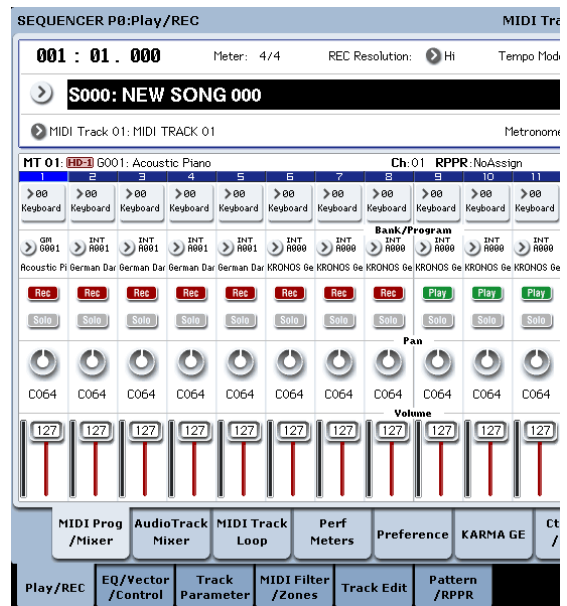 SEQUENCER P0:Play/REC MIDI Tra
001 : 01 . 000 Meter: 4/4 REC Resolution: Hi Tempo Mod
S000: NEW SONG 000
MIDI Track 01: MIDI TRACK 01 Metronome
MT 01: HD-1 G001: Acoustic Piano Ch:01 RPPR:NoAssign
1 2 3 4 5 6 7 8 9 10 11
00 00 00 00 00 00 00 00 00 00 00
Keyboard Keyboard Keyboard Keyboard Keyboard Keyboard Keyboard Keyboard Keyboard Keyboard Keyboard
Bank/Program
GM INT INT INT INT INT INT INT INT INT INT
G001 A001 A001 A001 A001 A000 A000 A000 A000 A000 A000
Acoustic Pi German Dar German Dar German Dar German Dar KRONOS Ge KRONOS Ge KRONOS Ge KRONOS Ge KRONOS Ge KRONOS Ge
Rec Rec Rec Rec Rec Rec Rec Rec Play Play Play
Solo Solo Solo Solo Solo Solo Solo Solo Solo Solo Solo
Pan
C064 C064 C064 C064 C064 C064 C064 C064 C064 C064 C064
Volume
127 127 127 127 127 127 127 127 127 127 127
MIDI Prog AudioTrack MIDI Track Perf Preference KARMA GE Ct
/Mixer Mixer Loop Meters /
Play/REC EQ/Vector Track MIDI Filter Track Edit Pattern
/Control Parameter /Zones /RPPR